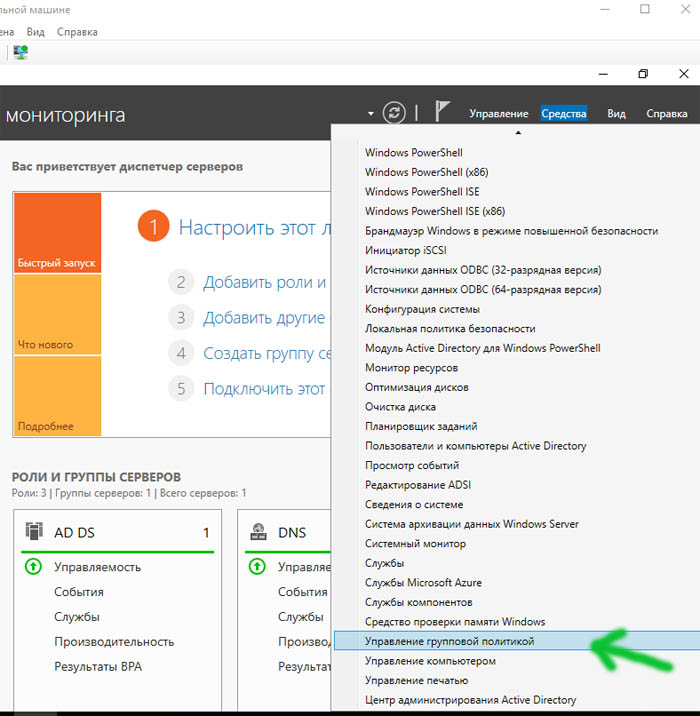 льной машине
ена Вид Справка
мониторинга
Управление Средства Вид Справка
Вас приветствует диспетчер серверов
Быстрый запуск
Что нового
Подробнее
1 Настроить этот л
2 Добавить роли и
3 Добавить другие
4 Создать группу се
5 Подключить этот
РОЛИ И ГРУППЫ СЕРВЕРОВ
Роли: 3 | Группы серверов: 1 | Всего серверов: 1
AD DS 1
Управляемость
События
Службы
Производительность
Результаты BPA
DNS
Управляе
События
Службы
Произво
Результат
Windows PowerShell
Windows PowerShell (x86)
Windows PowerShell ISE
Windows PowerShell ISE (x86)
Брандмауэр Windows в режиме повышенной безопасности
Инициатор iSCSI
Источники данных ODBC (32-разрядная версия)
Источники данных ODBC (64-разрядная версия)
Конфигурация системы
Локальная политика безопасности
Модуль Active Directory для Windows PowerShell
Монитор ресурсов
Оптимизация дисков
Очистка диска
Планировщик заданий
Пользователи и компьютеры Active Directory
Просмотр событий
Редактирование ADSI
Сведения о системе
Система архивации данных Windows Server
Системный монитор
Службы
Службы Microsoft Azure
Службы компонентов
Средство проверки памяти Windows
Управление групповой политикой
Управление компьютером
Управление печатью
Центр администрирования Active Directory